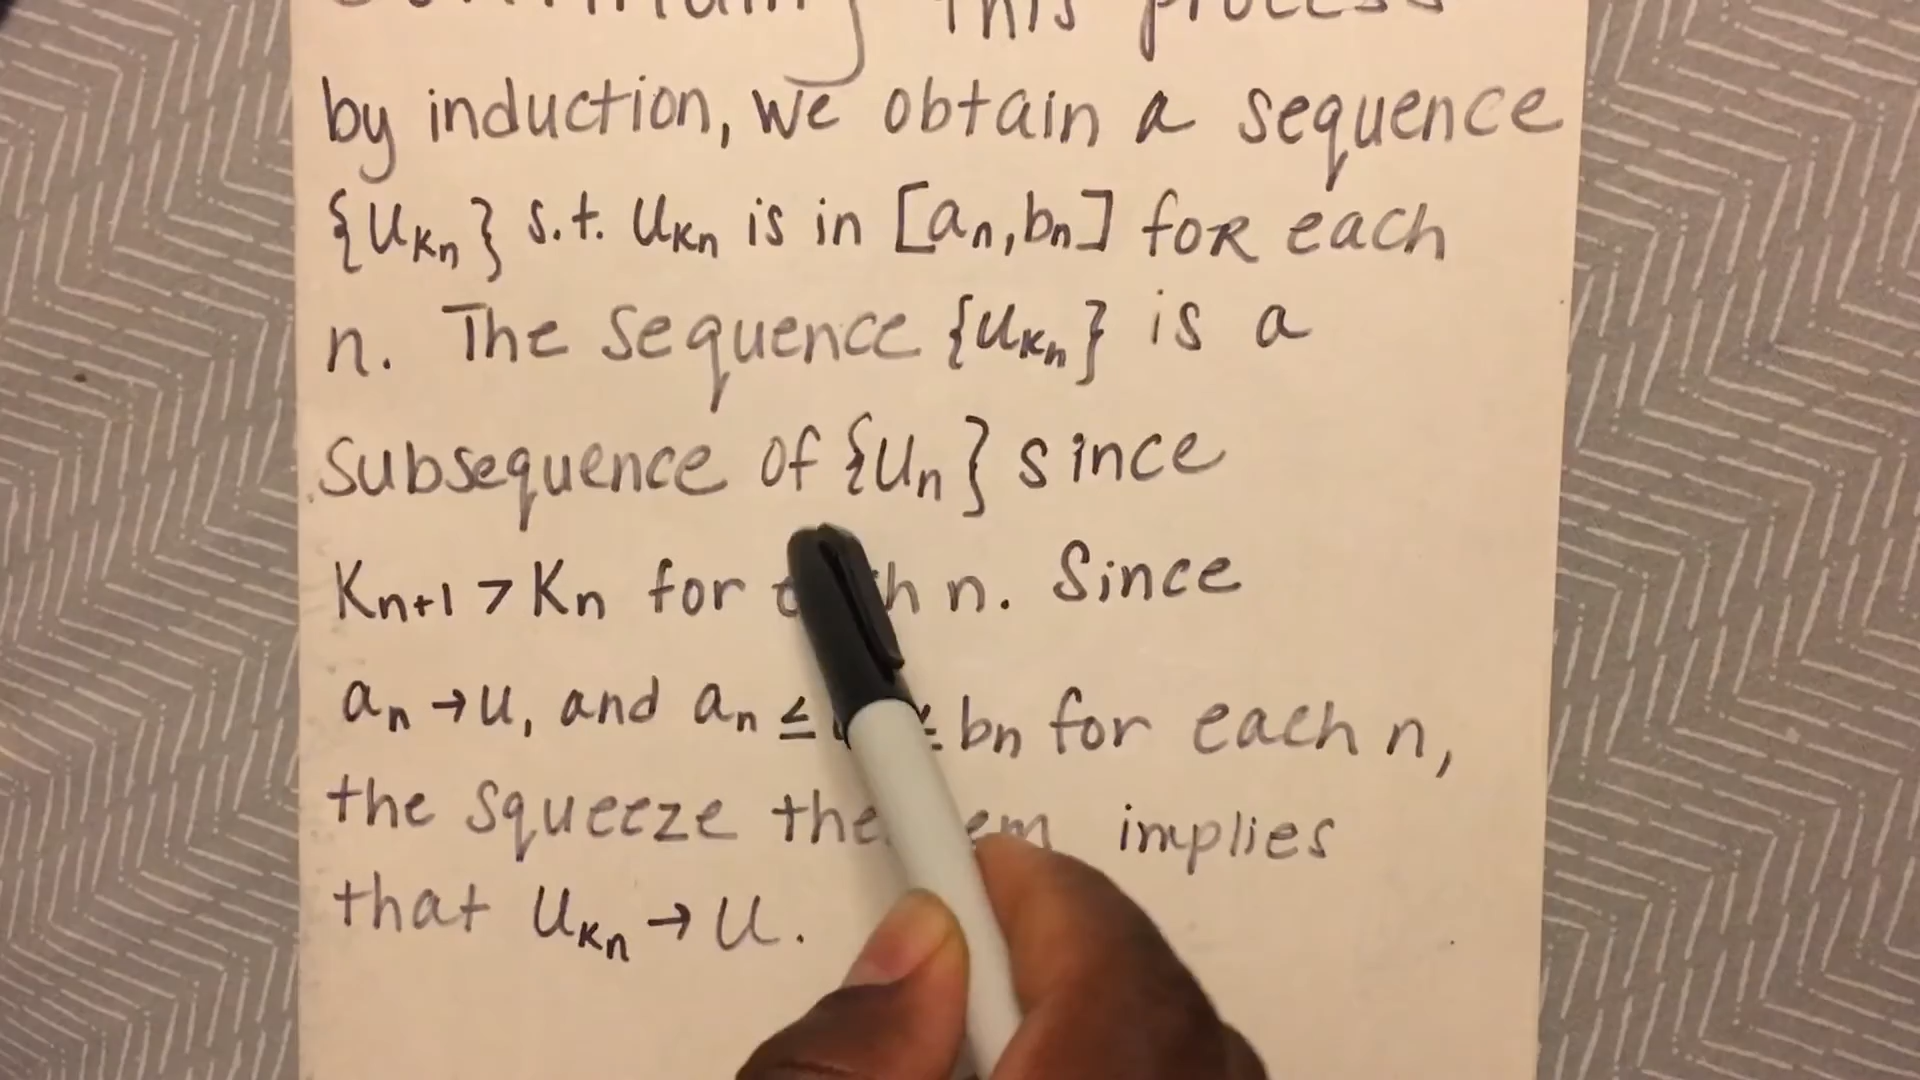 this process
by induction, we obtain a sequence
{u_{k_n}} s.t. u_{k_n} is in [a_n, b_n] for each
n. The sequence {u_{k_n}} is a
subsequence of {u_n} since
K_{n+1} > K_n for n. Since
a_n → u, and a_n ≤ b_n for each n,
the squeeze implies
that u_{k_n} → u.